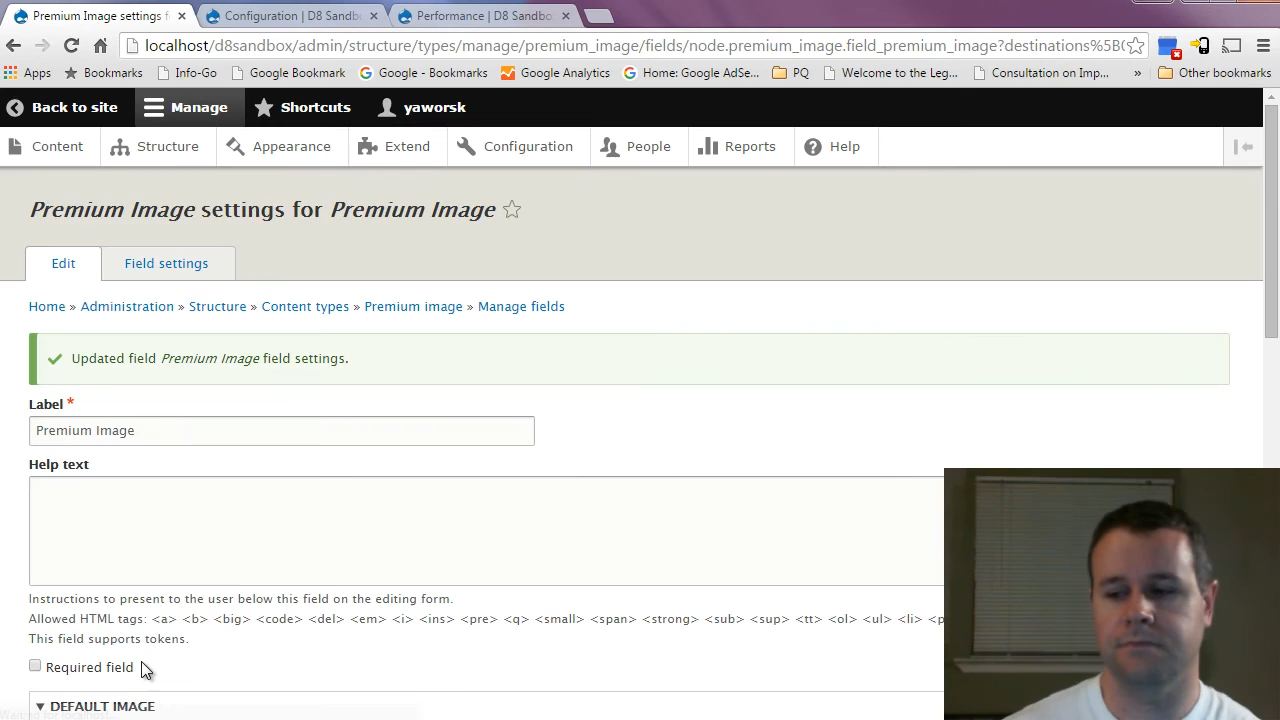 Premium Image settings f
Configuration | D8 Sandb
Performance | D8 Sandbo
localhost/d8sandbox/admin/structure/types/manage/premium_image/fields/node.premium_image.field_premium_image?destinations%5B(
Apps Bookmarks Info-Go Google Bookmark Google - Bookmarks Google Analytics Home: Google AdSe... PQ Welcome to the Leg... Consultation on Imp... » Other bookmarks
Back to site Manage Shortcuts yaworsk
Content Structure Appearance Extend Configuration People Reports Help
Premium Image settings for Premium Image
Edit Field settings
Home » Administration » Structure » Content types » Premium image » Manage fields
Updated field Premium Image field settings.
Label *
Premium Image
Help text
Instructions to present to the user below this field on the editing form.
Allowed HTML tags: <a> <b> <big> <code> <del> <em> <i> <ins> <pre> <q> <small> <span> <strong> <sub> <sup> <tt> <ol> <ul> <li> <p
This field supports tokens.
Required field
DEFAULT IMAGE
Waiting for localhost...